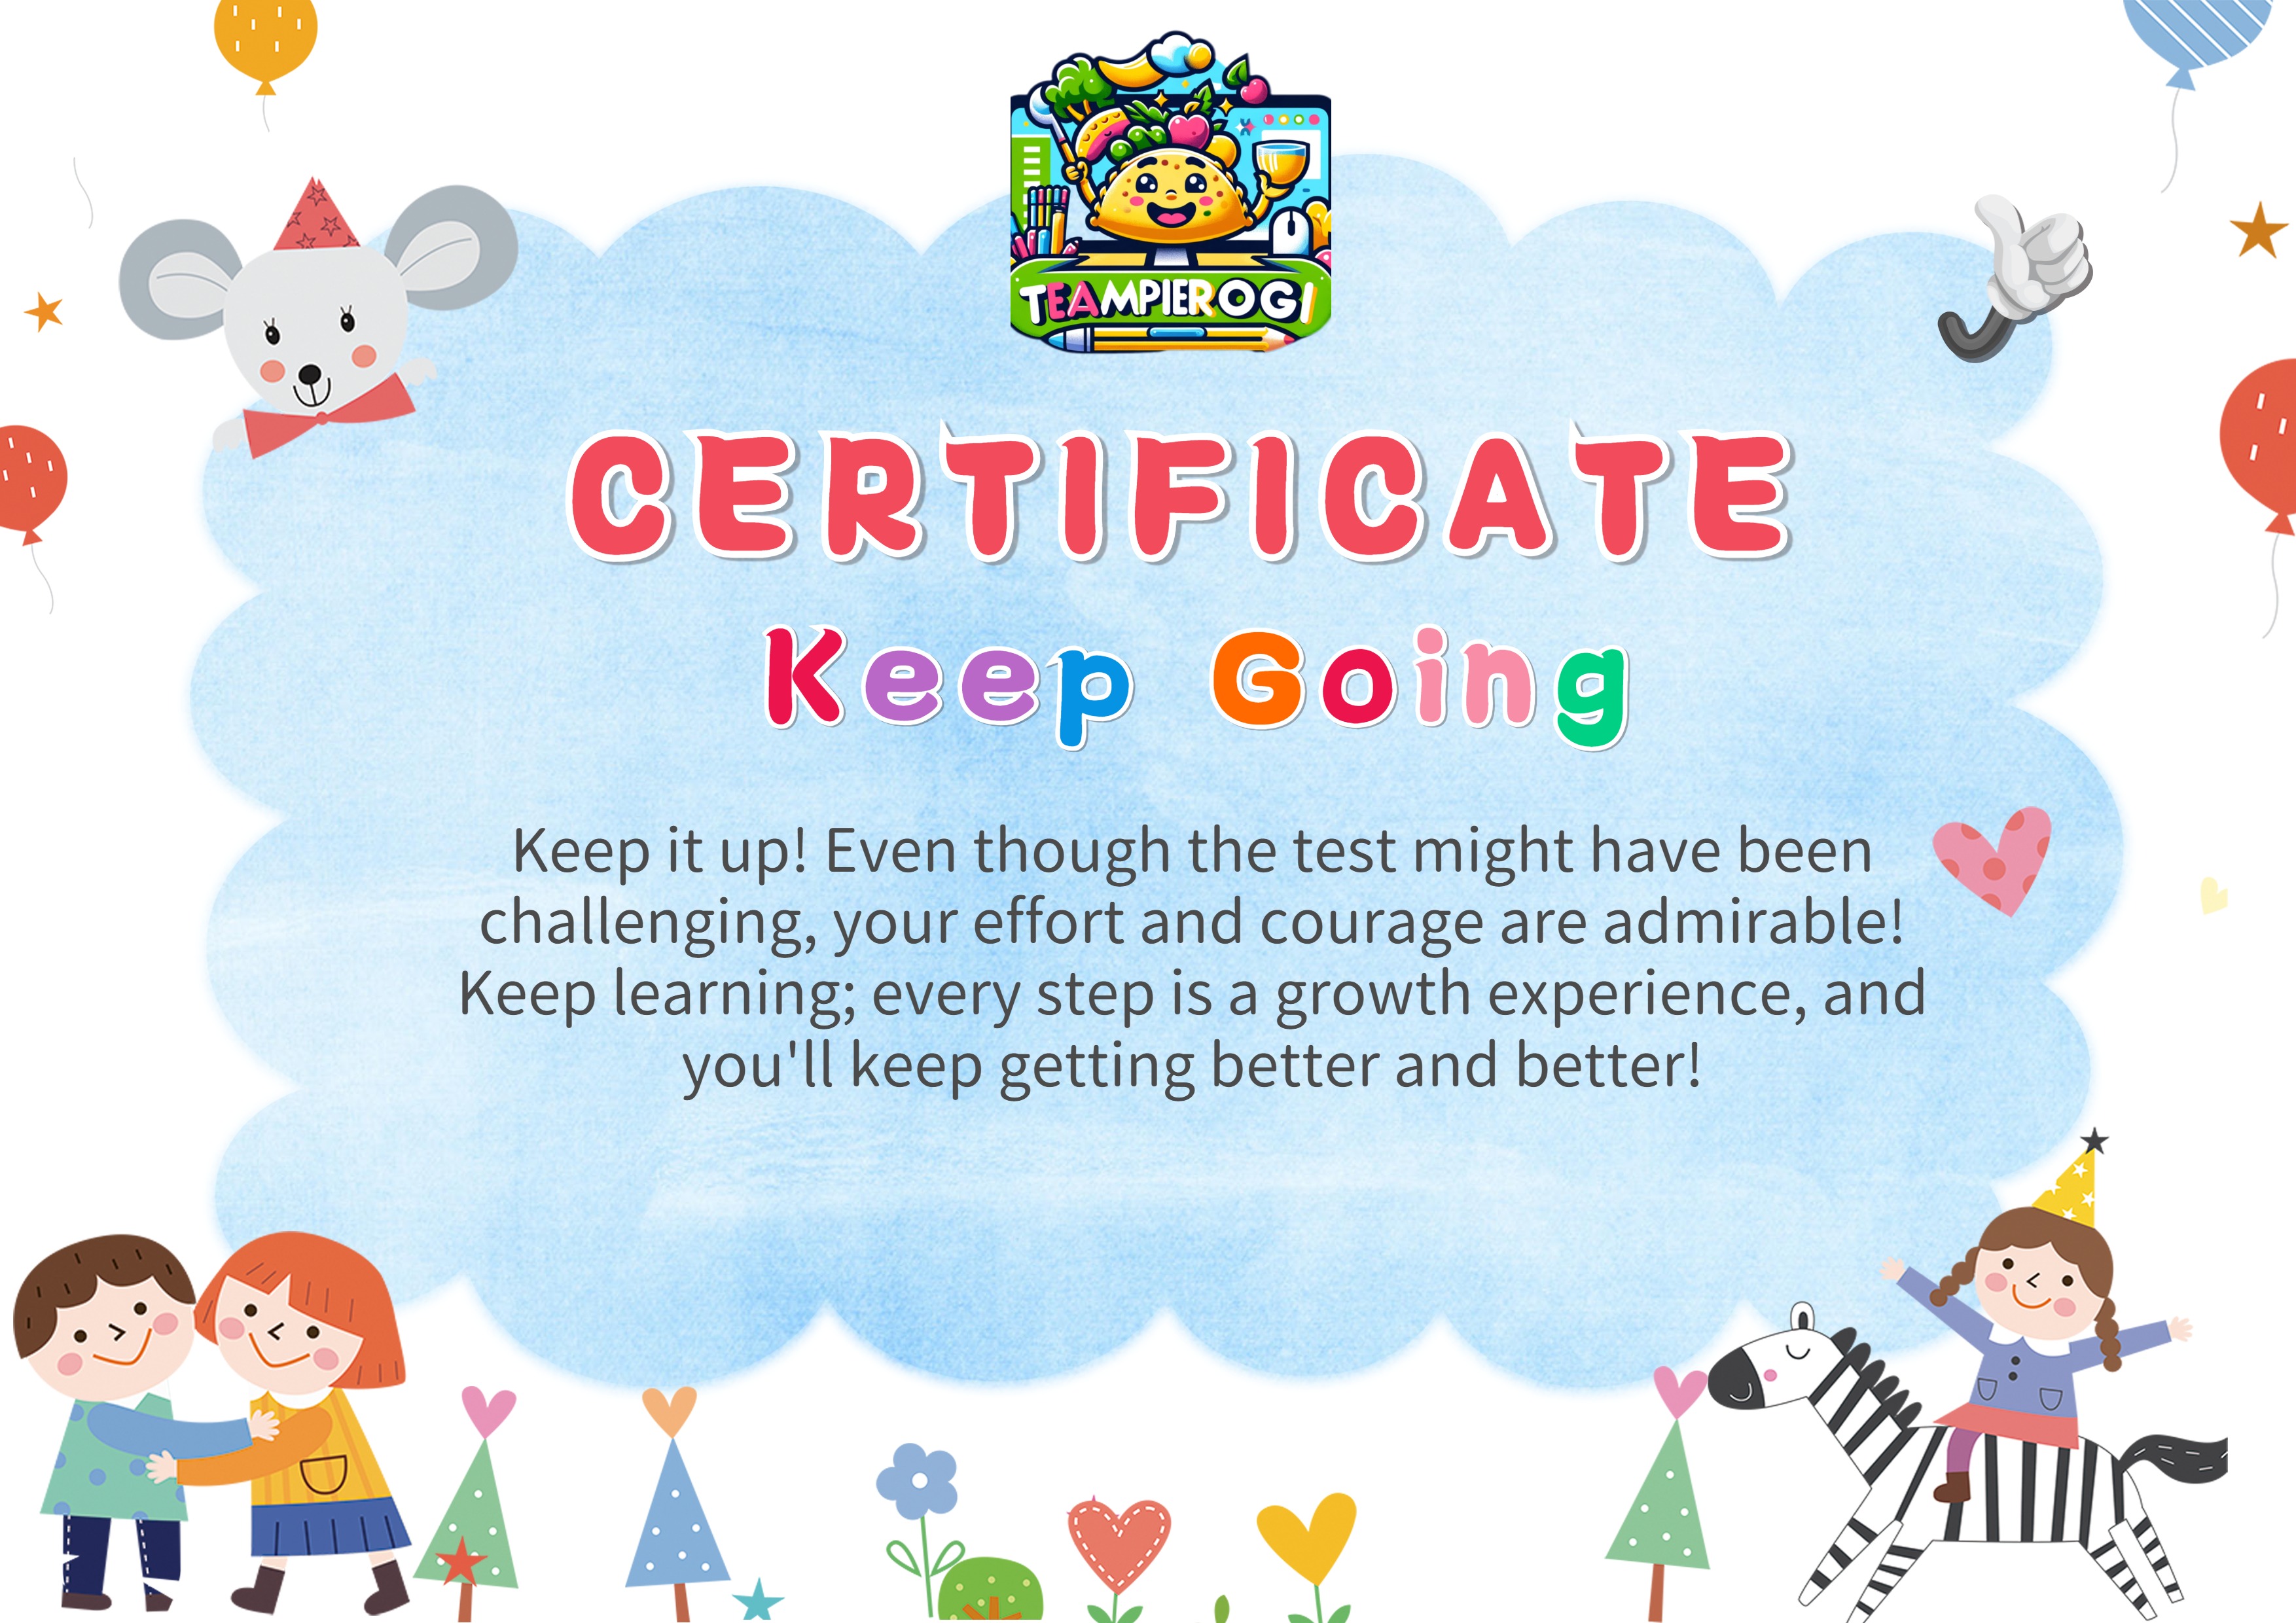 TEAMPIEROGI
CERTIFICATE
Keep Going
Keep it up! Even though the test might have been
challenging, your effort and courage are admirable!
Keep learning; every step is a growth experience, and
you'll keep getting better and better!